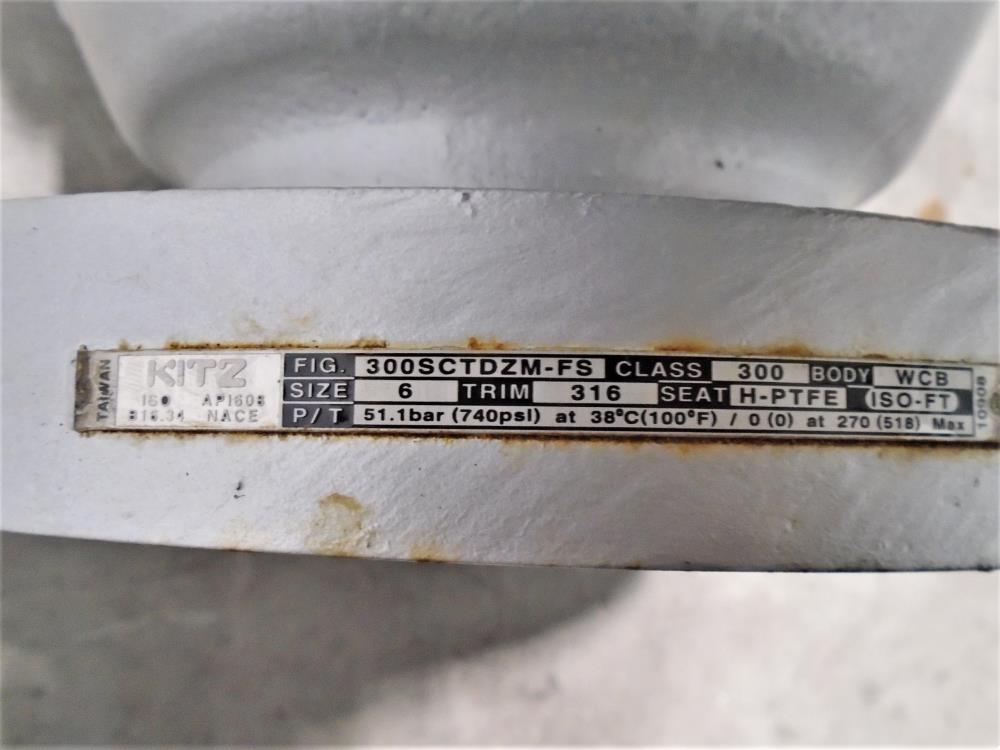 TAIWAN
KITZ
ISO API608
B16.34 NACE
FIG. 300SCTDZM-FS CLASS 300 BODY WCB
SIZE 6 TRIM 316 SEAT H-PTFE ISO-FT
P/T 51.1bar (740psi) at 38°C(100°F) / 0 (0) at 270 (518) Max
10908